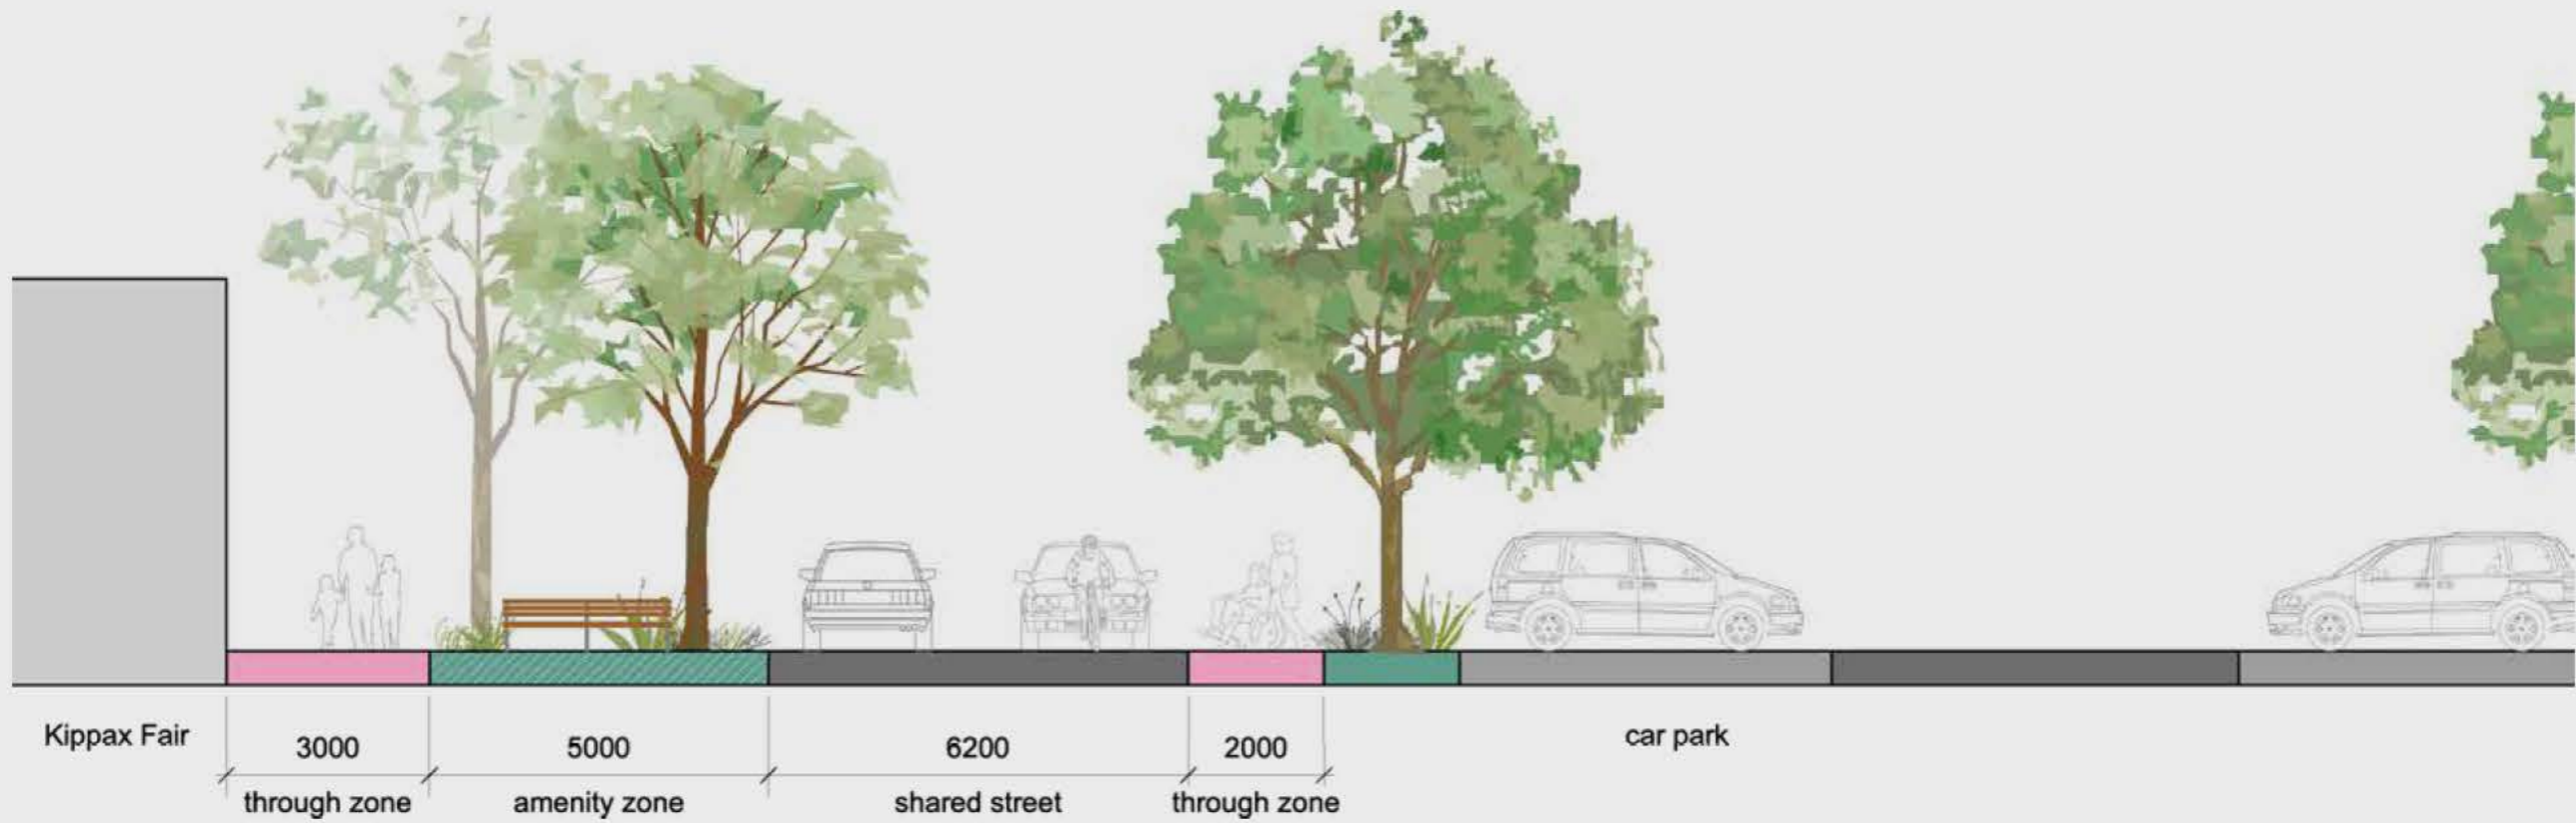 Kippax Fair
3000
5000
6200
2000
car park
through zone
amenity zone
shared street
through zone